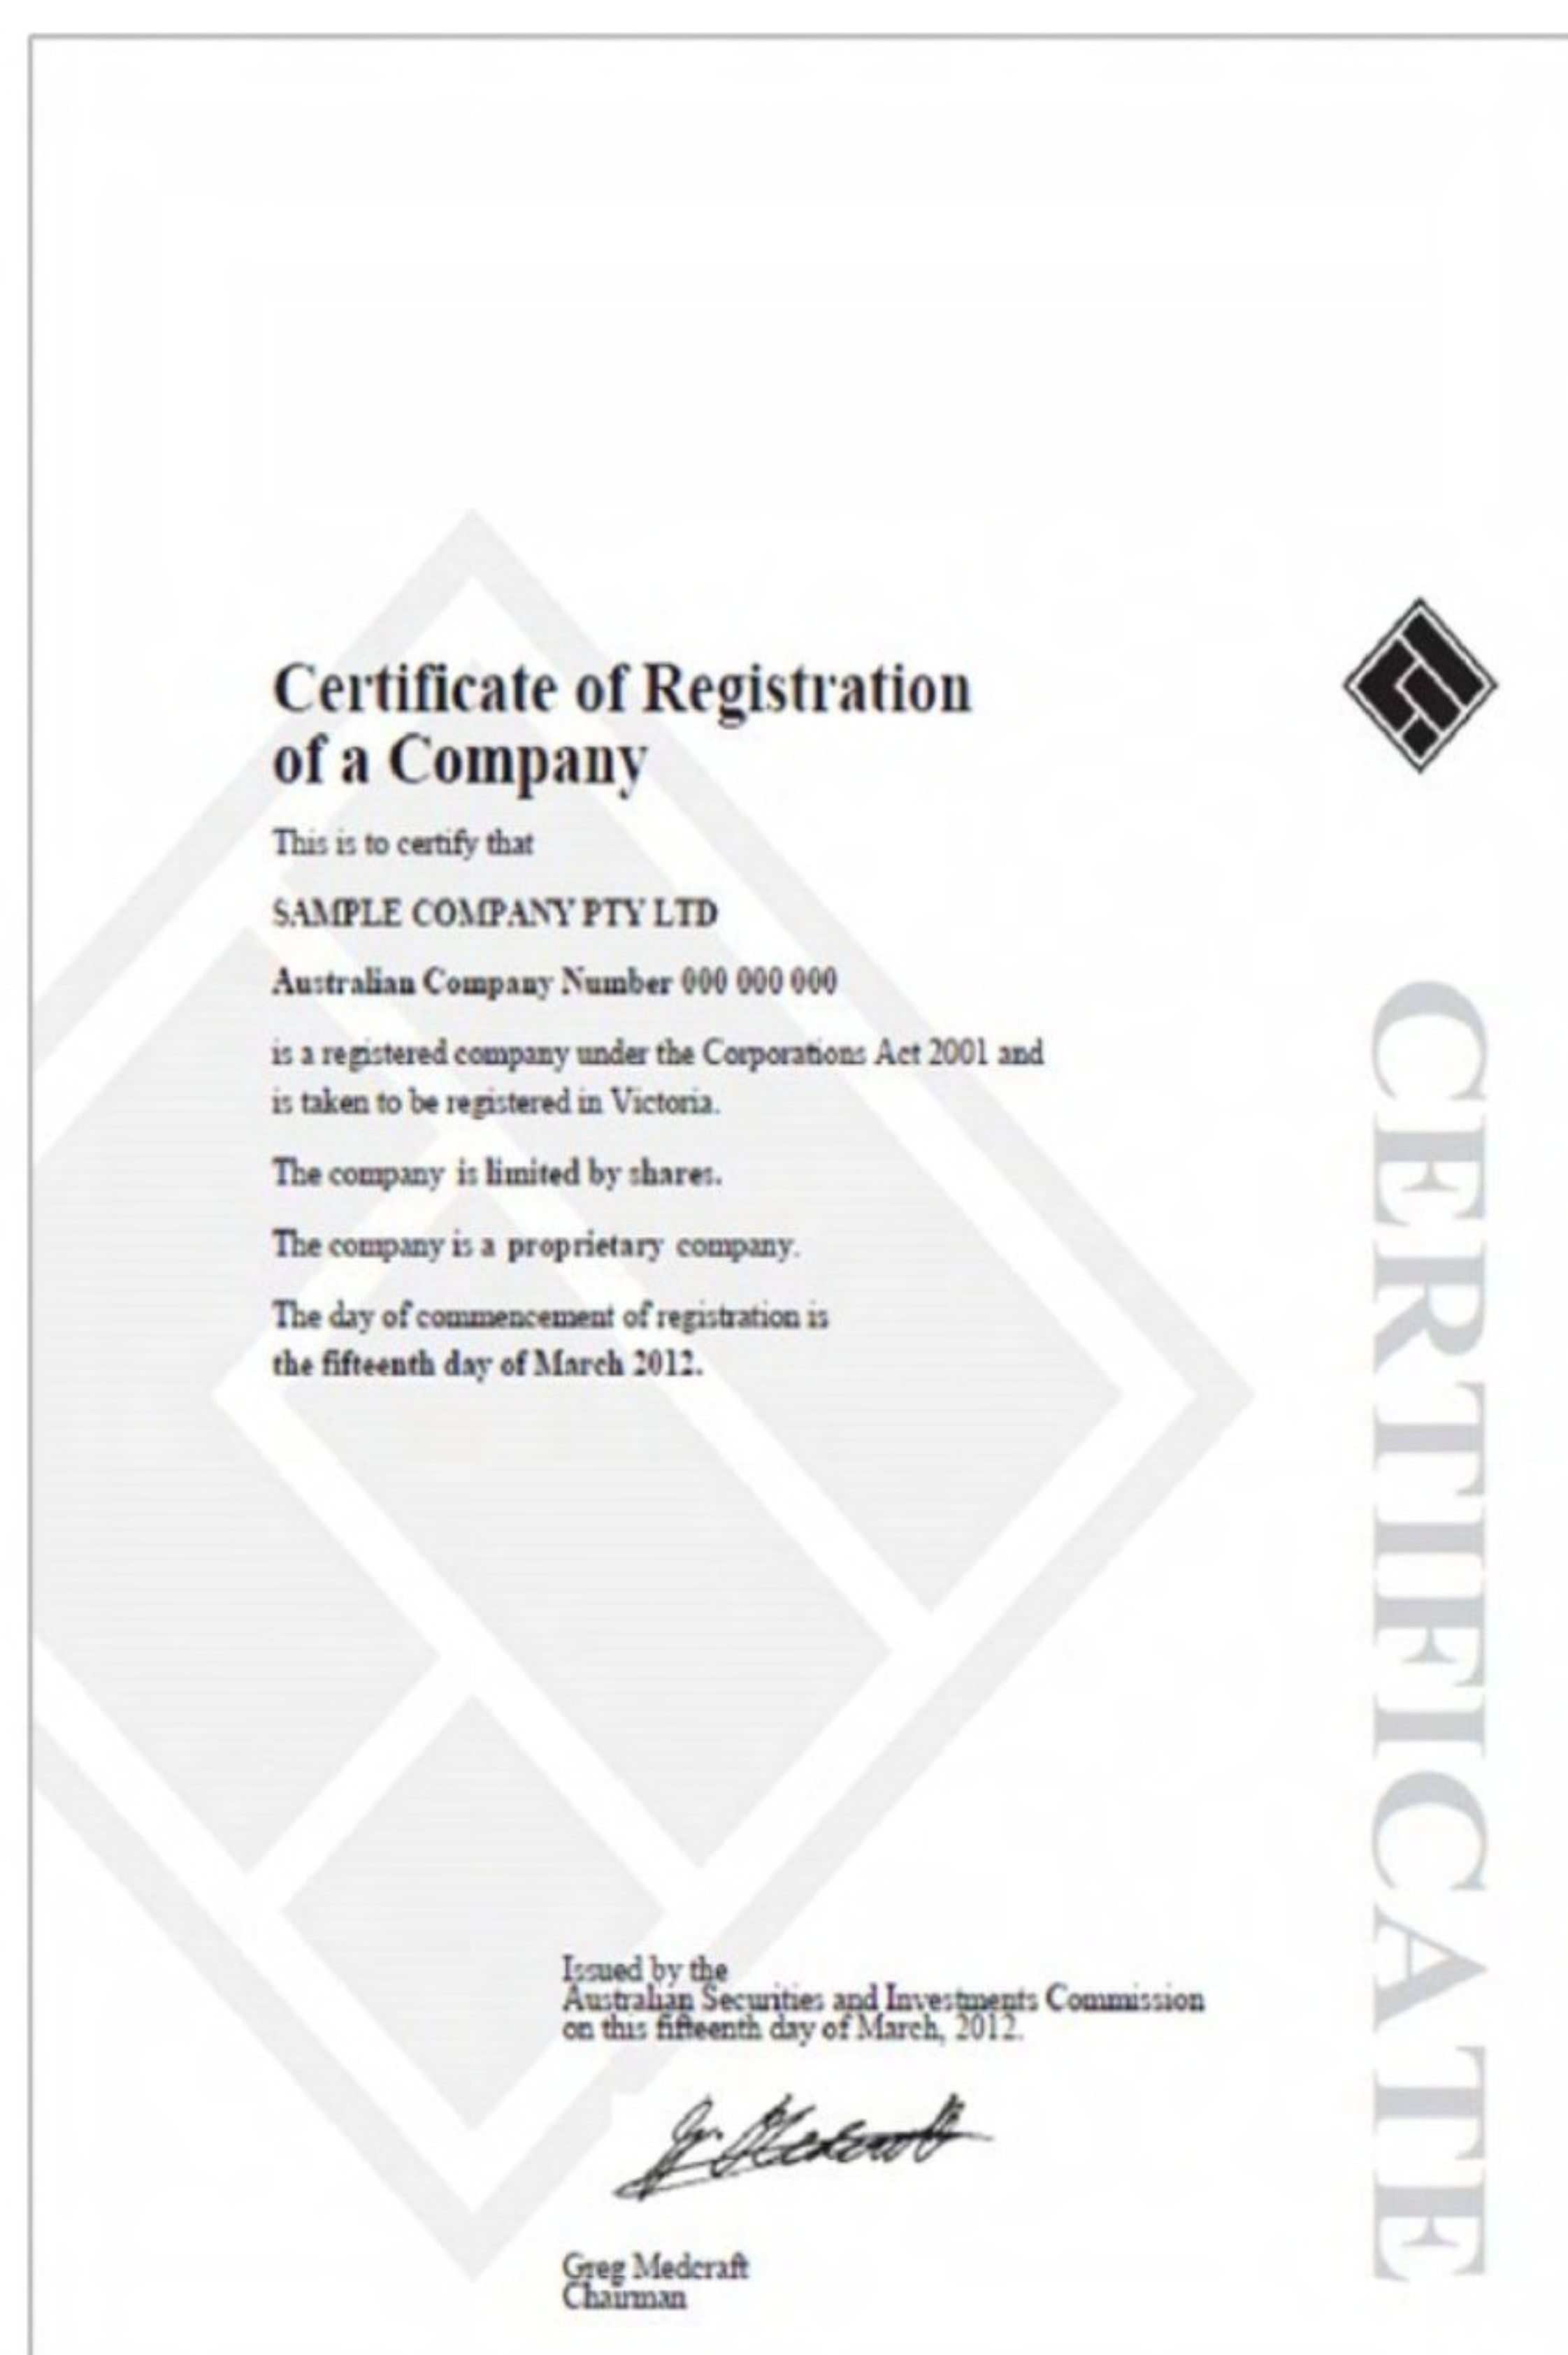 Certificate of Registration
of a Company
This is to certify that
SAMPLE COMPANY PTY LTD
Australian Company Number 000 000 000
is a registered company under the Corporations Act 2001 and
is taken to be registered in Victoria.
The company is limited by shares.
The company is a proprietary company.
The day of commencement of registration is
the fifteenth day of March 2012.
CERTIFICATE
Issued by the
Australian Securities and Investments Commission
on this fifteenth day of March, 2012.
G. Medcraft
Greg Medcraft
Chairman